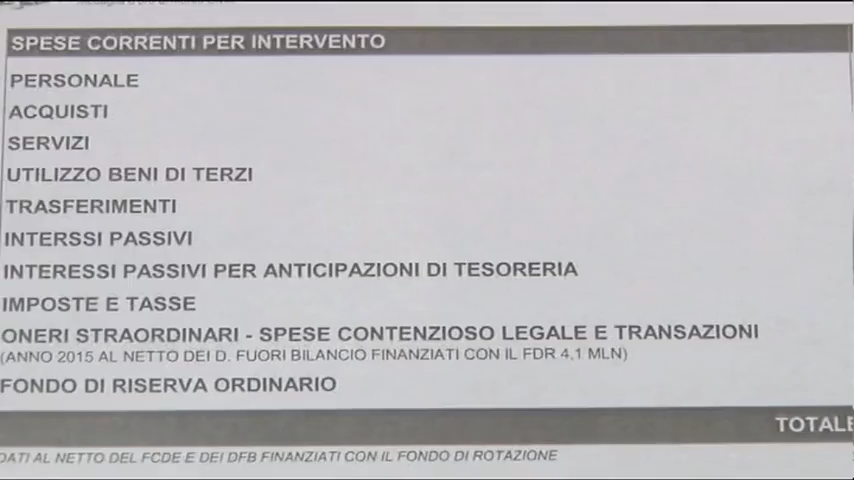 SPESE CORRENTI PER INTERVENTO
PERSONALE
ACQUISTI
SERVIZI
UTILIZZO BENI DI TERZI
TRASFERIMENTI
INTERSSI PASSIVI
INTERESSI PASSIVI PER ANTICIPAZIONI DI TESORERIA
IMPOSTE E TASSE
ONERI STRAORDINARI - SPESE CONTENZIOSO LEGALE E TRANSAZIONI
(ANNO 2015 AL NETTO DEI D. FUORI BILANCIO FINANZIATI CON IL FDR 4,1 MLN)
FONDO DI RISERVA ORDINARIO
TOTALE
DATI AL NETTO DEL FCDE E DEI DFB FINANZIATI CON IL FONDO DI ROTAZIONE